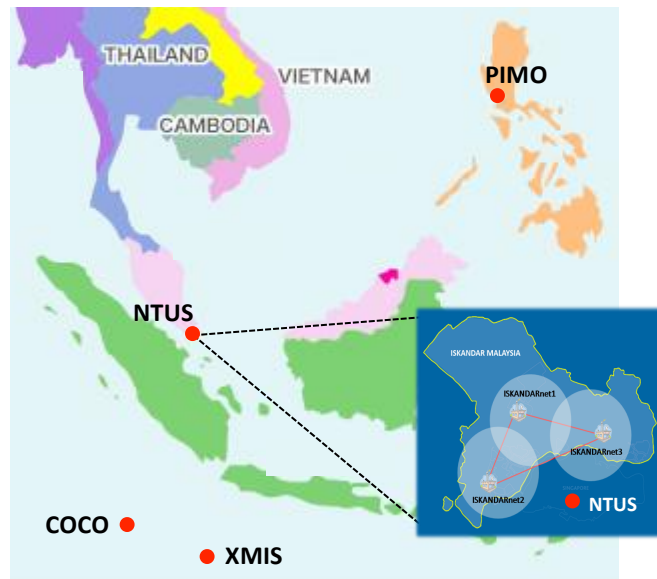 THAILAND
VIETNAM
PIMO
CAMBODIA
NTUS
ISKANDAR MALAYSIA
ISKANDARnet1
ISKANDARnet3
ISKANDARnet2
NTUS
COCO
XMIS